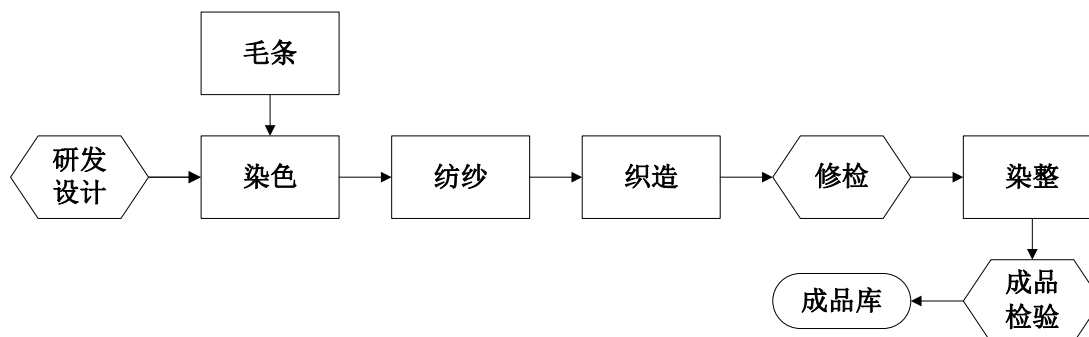 毛条
研发
设计
染色
纺纱
织造
修检
染整
成品库
成品
检验